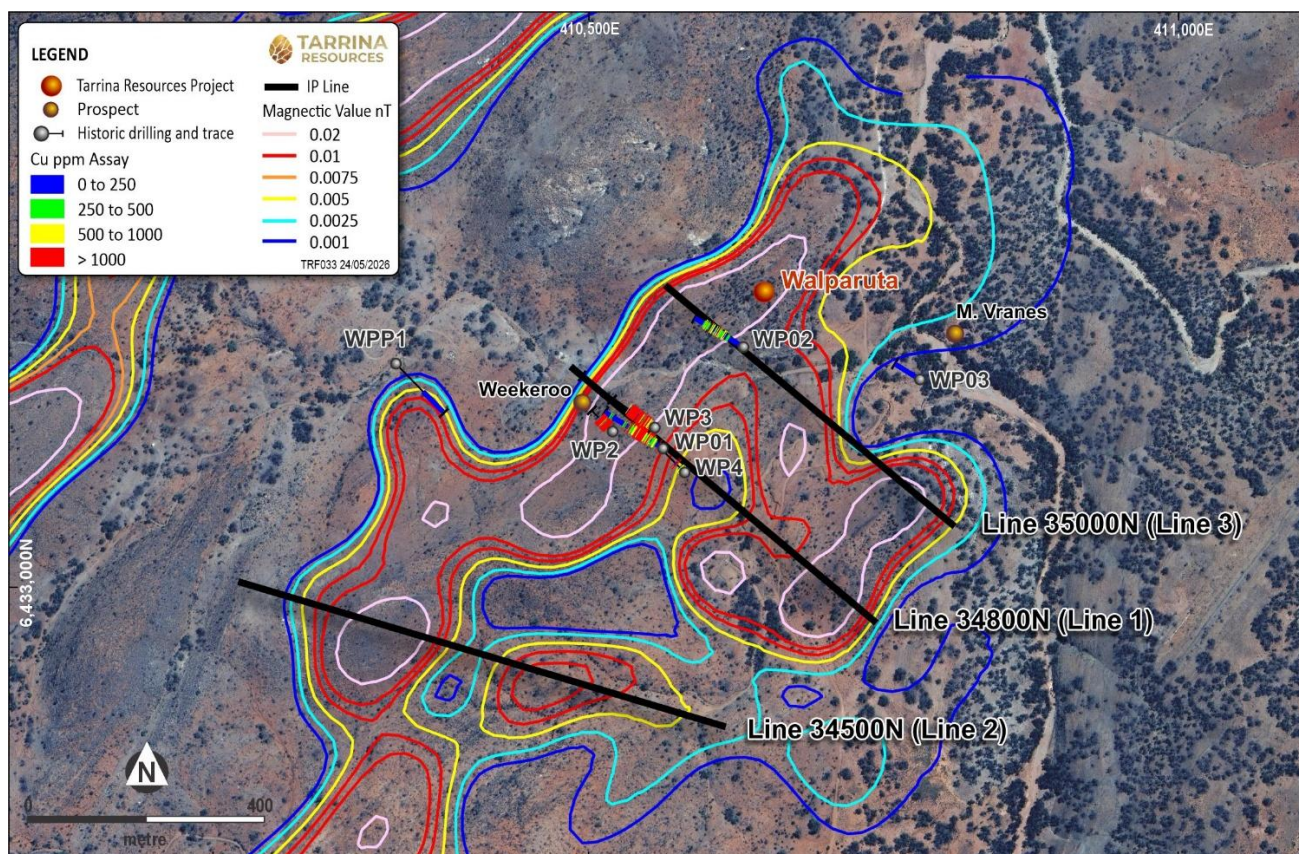 410,500E
411,000E
LEGEND
TARRINA
RESOURCES
Tarrina Resources Project
Prospect
Historic drilling and trace
Cu ppm Assay
0 to 250
250 to 500
500 to 1000
> 1000
IP Line
Magnectic Value nT
0.02
0.01
0.0075
0.005
0.0025
0.001
TRF033 24/05/2026
Walparuta
M. Vranes
WPP1
WP02
WP03
Weekeroo
WP3
WP2
WP01
WP4
Line 35000N (Line 3)
6,433,000N
Line 34800N (Line 1)
Line 34500N (Line 2)
N
0
400
metre